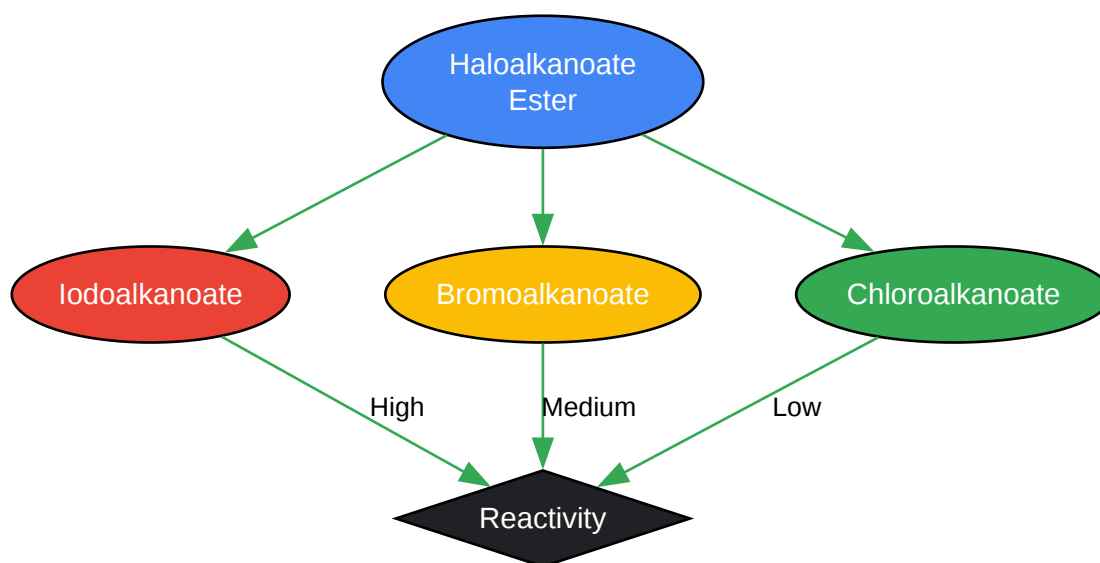 Haloalkanoate
Ester
Iodoalkanoate
Bromoalkanoate
Chloroalkanoate
High
Medium
Low
Reactivity